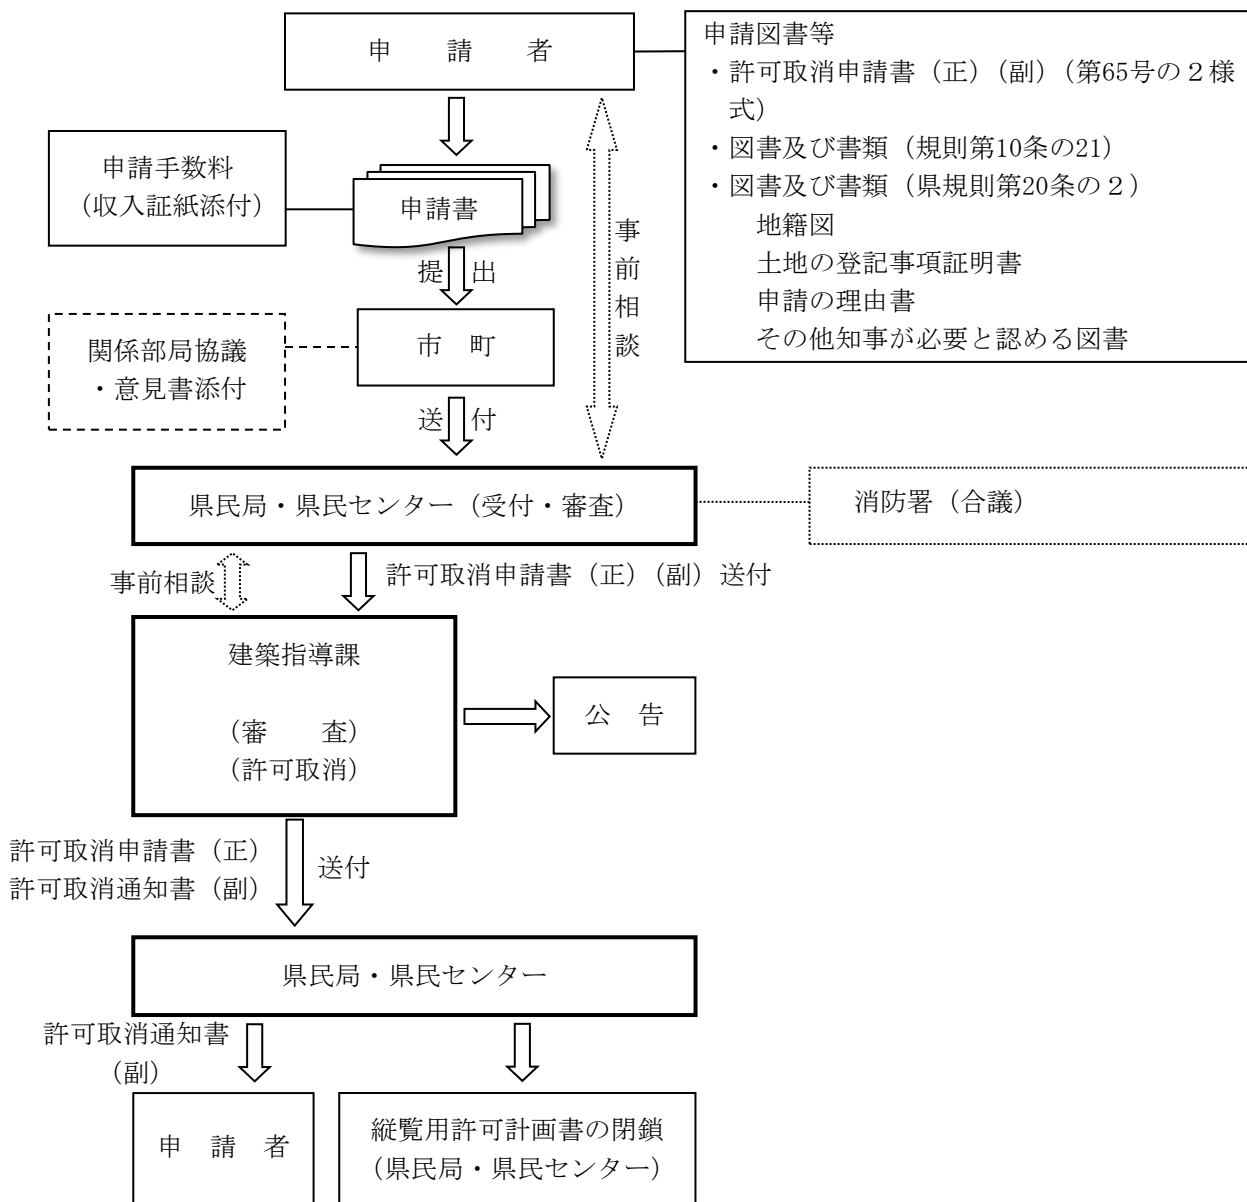 申　請　者
申請図書等
・許可取消申請書（正）（副）（第65号の２様
式）
・図書及び書類（規則第10条の21）
・図書及び書類（県規則第20条の２）
地籍図
土地の登記事項証明書
申請の理由書
その他知事が必要と認める図書
申請手数料
（収入証紙添付）
申請書
提　出
事前相談
関係部局協議
・意見書添付
市　町
送　付
県民局・県民センター（受付・審査）
消防署（合議）
事前相談
許可取消申請書（正）（副）送付
建築指導課
（審　　査）
（許可取消）
公　告
許可取消申請書（正）
許可取消通知書（副）
送付
県民局・県民センター
許可取消通知書
（副）
申　請　者
縦覧用許可計画書の閉鎖
（県民局・県民センター）